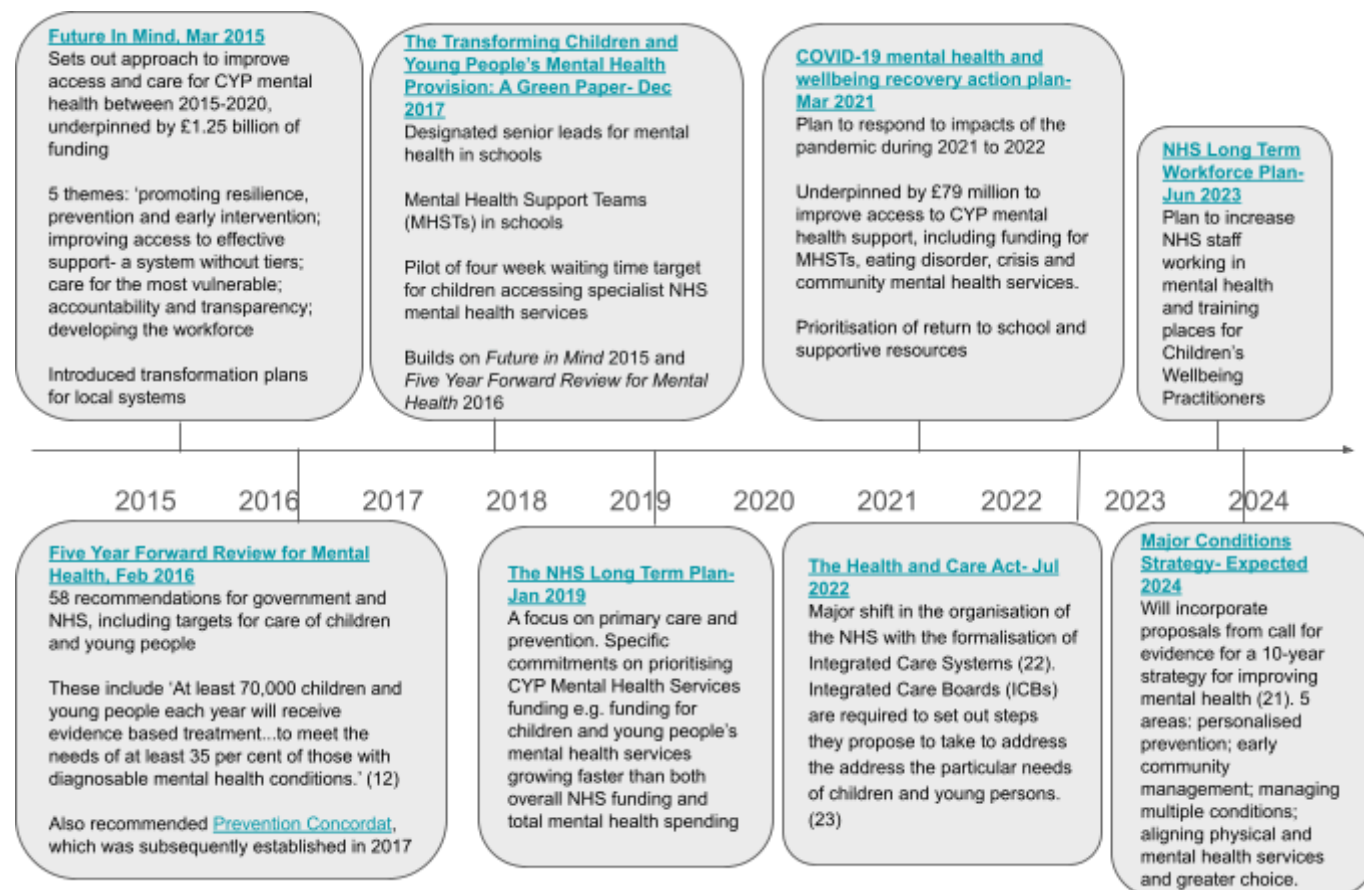 Future In Mind, Mar 2015
Sets out approach to improve
access and care for CYP mental
health between 2015-2020,
underpinned by £1.25 billion of
funding
5 themes: ‘promoting resilience,
prevention and early intervention;
improving access to effective
support- a system without tiers;
care for the most vulnerable;
accountability and transparency;
developing the workforce
Introduced transformation plans
for local systems
The Transforming Children and
Young People’s Mental Health
Provision: A Green Paper- Dec
2017
Designated senior leads for mental
health in schools
Mental Health Support Teams
(MHSTs) in schools
Pilot of four week waiting time target
for children accessing specialist NHS
mental health services
Builds on Future in Mind 2015 and
Five Year Forward Review for Mental
Health 2016
COVID-19 mental health and
wellbeing recovery action plan-
Mar 2021
Plan to respond to impacts of the
pandemic during 2021 to 2022
Underpinned by £79 million to
improve access to CYP mental
health support, including funding for
MHSTs, eating disorder, crisis and
community mental health services.
Prioritisation of return to school and
supportive resources
NHS Long Term
Workforce Plan-
Jun 2023
Plan to increase
NHS staff
working in
mental health
and training
places for
Children’s
Wellbeing
Practitioners
2015 2016 2017 2018 2019 2020 2021 2022 2023 2024
Five Year Forward Review for Mental
Health, Feb 2016
58 recommendations for government and
NHS, including targets for care of children
and young people
These include ‘At least 70,000 children and
young people each year will receive
evidence based treatment...to meet the
needs of at least 35 per cent of those with
diagnosable mental health conditions.’ (12)
Also recommended Prevention Concordat,
which was subsequently established in 2017
The NHS Long Term Plan-
Jan 2019
A focus on primary care and
prevention. Specific
commitments on prioritising
CYP Mental Health Services
funding e.g. funding for
children and young people’s
mental health services
growing faster than both
overall NHS funding and
total mental health spending
The Health and Care Act- Jul
2022
Major shift in the organisation of
the NHS with the formalisation of
Integrated Care Systems (22).
Integrated Care Boards (ICBs)
are required to set out steps
they propose to take to address
the address the particular needs
of children and young persons.
(23)
Major Conditions
Strategy- Expected
2024
Will incorporate
proposals from call for
evidence for a 10-year
strategy for improving
mental health (21). 5
areas: personalised
prevention; early
community
management; managing
multiple conditions;
aligning physical and
mental health services
and greater choice.